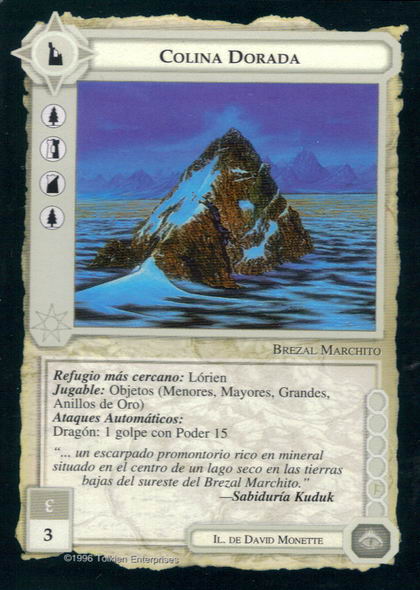 COLINA DORADA
BREZAL MARCHITO
Refugio más cercano: Lórien
Jugable: Objetos (Menores, Mayores, Grandes,
Anillos de Oro)
Ataques Automáticos:
Dragón: 1 golpe con Poder 15
“... un escarpado promontorio rico en mineral
situado en el centro de un lago seco en las tierras
bajas del sureste del Brezal Marchito.”
—Sabiduría Kuduk
ε
3
IL. DE DAVID MONETTE
©1996 Tolkien Enterprises